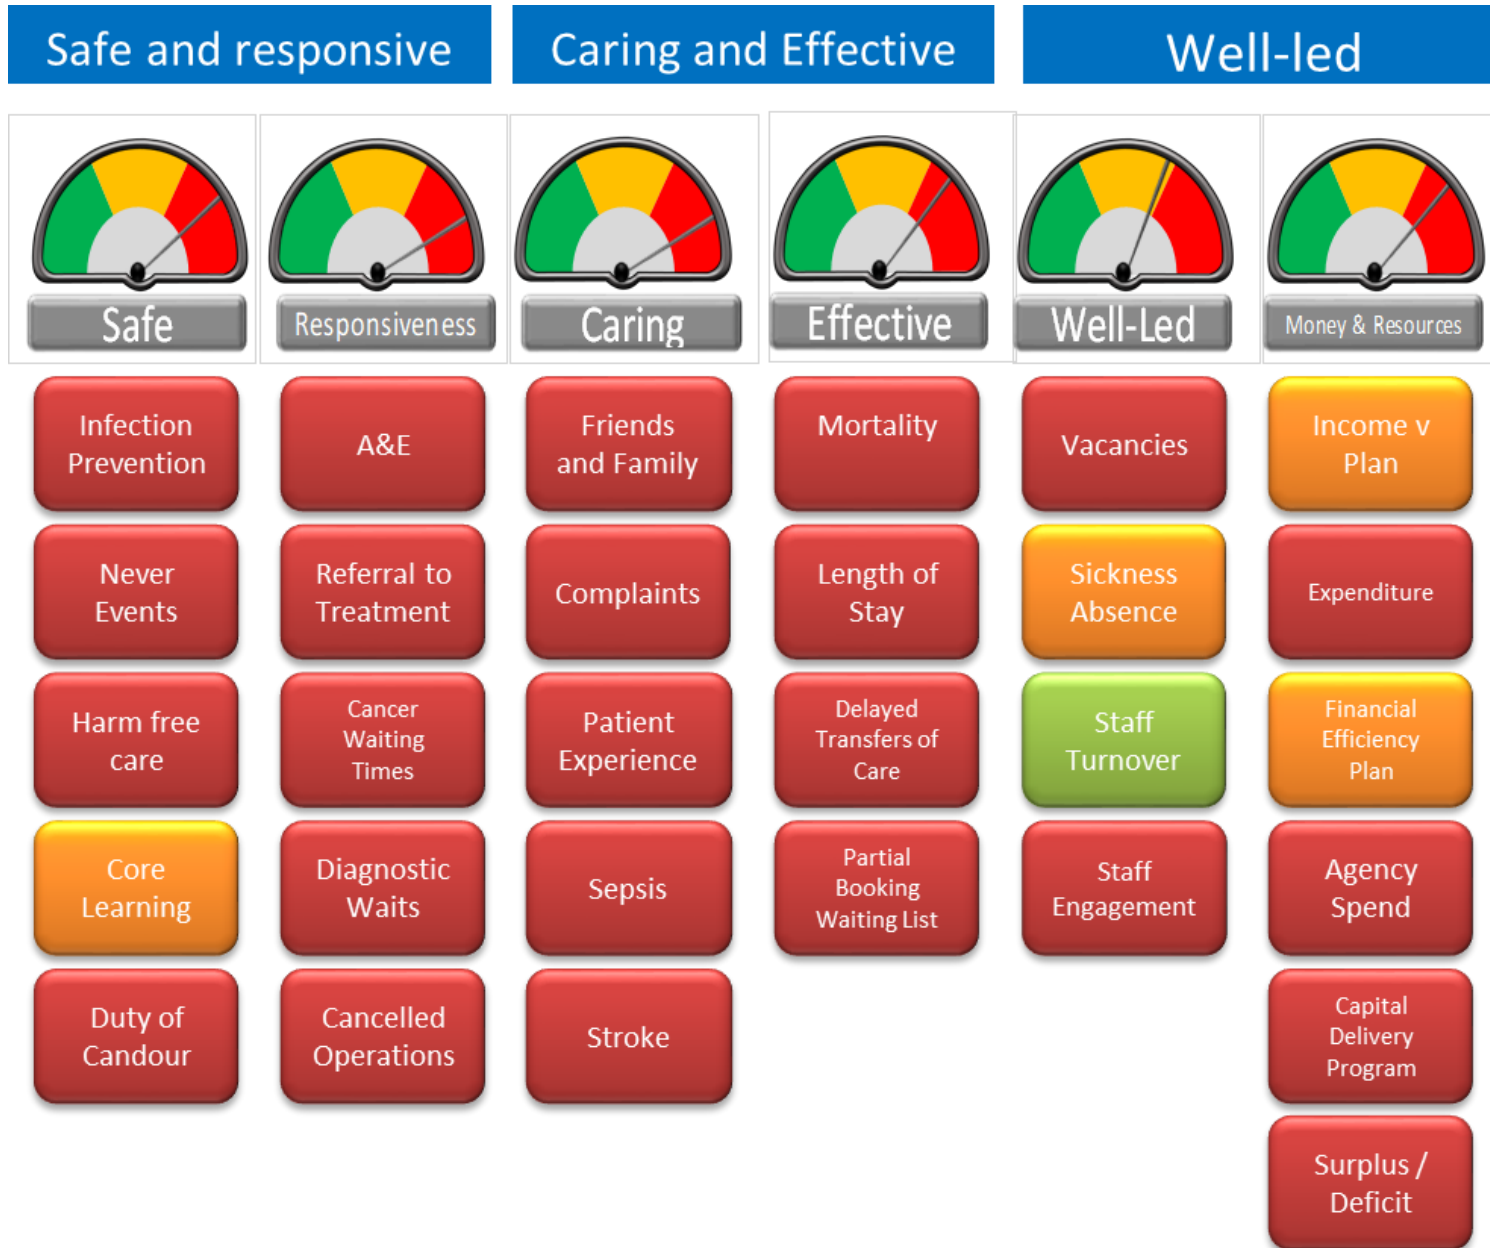 Safe and responsive
Caring and Effective
Well-led
Safe
Responsiveness
Caring
Effective
Well-Led
Money & Resources
Infection
Prevention
Never
Events
Harm free
care
Core
Learning
Duty of
Candour
A&E
Referral to
Treatment
Cancer
Waiting
Times
Diagnostic
Waits
Cancelled
Operations
Friends
and Family
Complaints
Patient
Experience
Sepsis
Stroke
Mortality
Length of
Stay
Delayed
Transfers of
Care
Partial
Booking
Waiting List
Vacancies
Sickness
Absence
Staff
Turnover
Staff
Engagement
Income v
Plan
Expenditure
Financial
Efficiency
Plan
Agency
Spend
Capital
Delivery
Program
Surplus /
Deficit